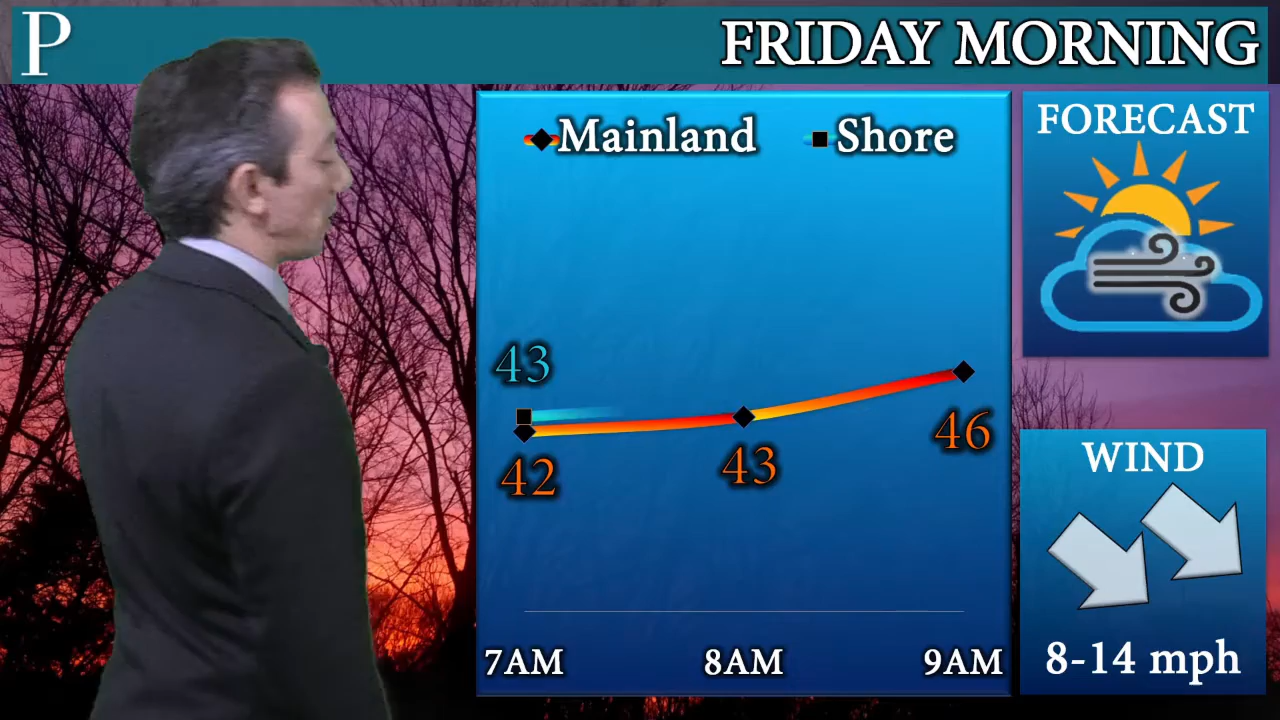 P
FRIDAY MORNING
Mainland
Shore
43
42
43
46
7AM
8AM
9AM
FORECAST
WIND
8-14 mph